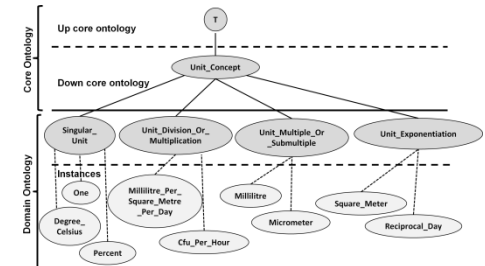 T
Up core ontology
Core Ontology
Unit_Concept
Down core ontology
Singular_
Unit
Unit_Division_Or_
Multiplication
Unit_Multiple_Or
_Submultiple
Unit_Exponentiation
Domain Ontology
Instances
One
Millilitre_Per_
Square_Metre
_Per_Day
Millilitre
Square_Meter
Degree_
Celsius
Micrometer
Reciprocal_Day
Cfu_Per_Hour
Percent